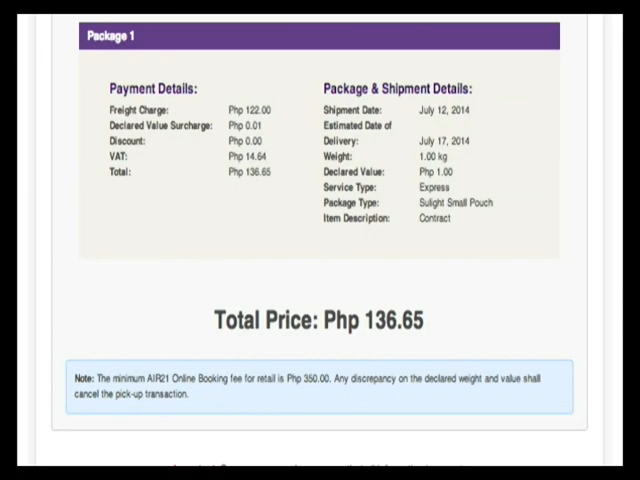 Package 1
Payment Details:
Freight Charge: Php 122.00
Declared Value Surcharge: Php 0.01
Discount: Php 0.00
VAT: Php 14.64
Total: Php 136.65
Package & Shipment Details:
Shipment Date: July 12, 2014
Estimated Date of
Delivery: July 17, 2014
Weight: 1.00 kg
Declared Value: Php 1.00
Service Type: Express
Package Type: Sulight Small Pouch
Item Description: Contract
Total Price: Php 136.65
Note: The minimum AIR21 Online Booking fee for retail is Php 350.00. Any discrepancy on the declared weight and value shall
cancel the pick-up transaction.